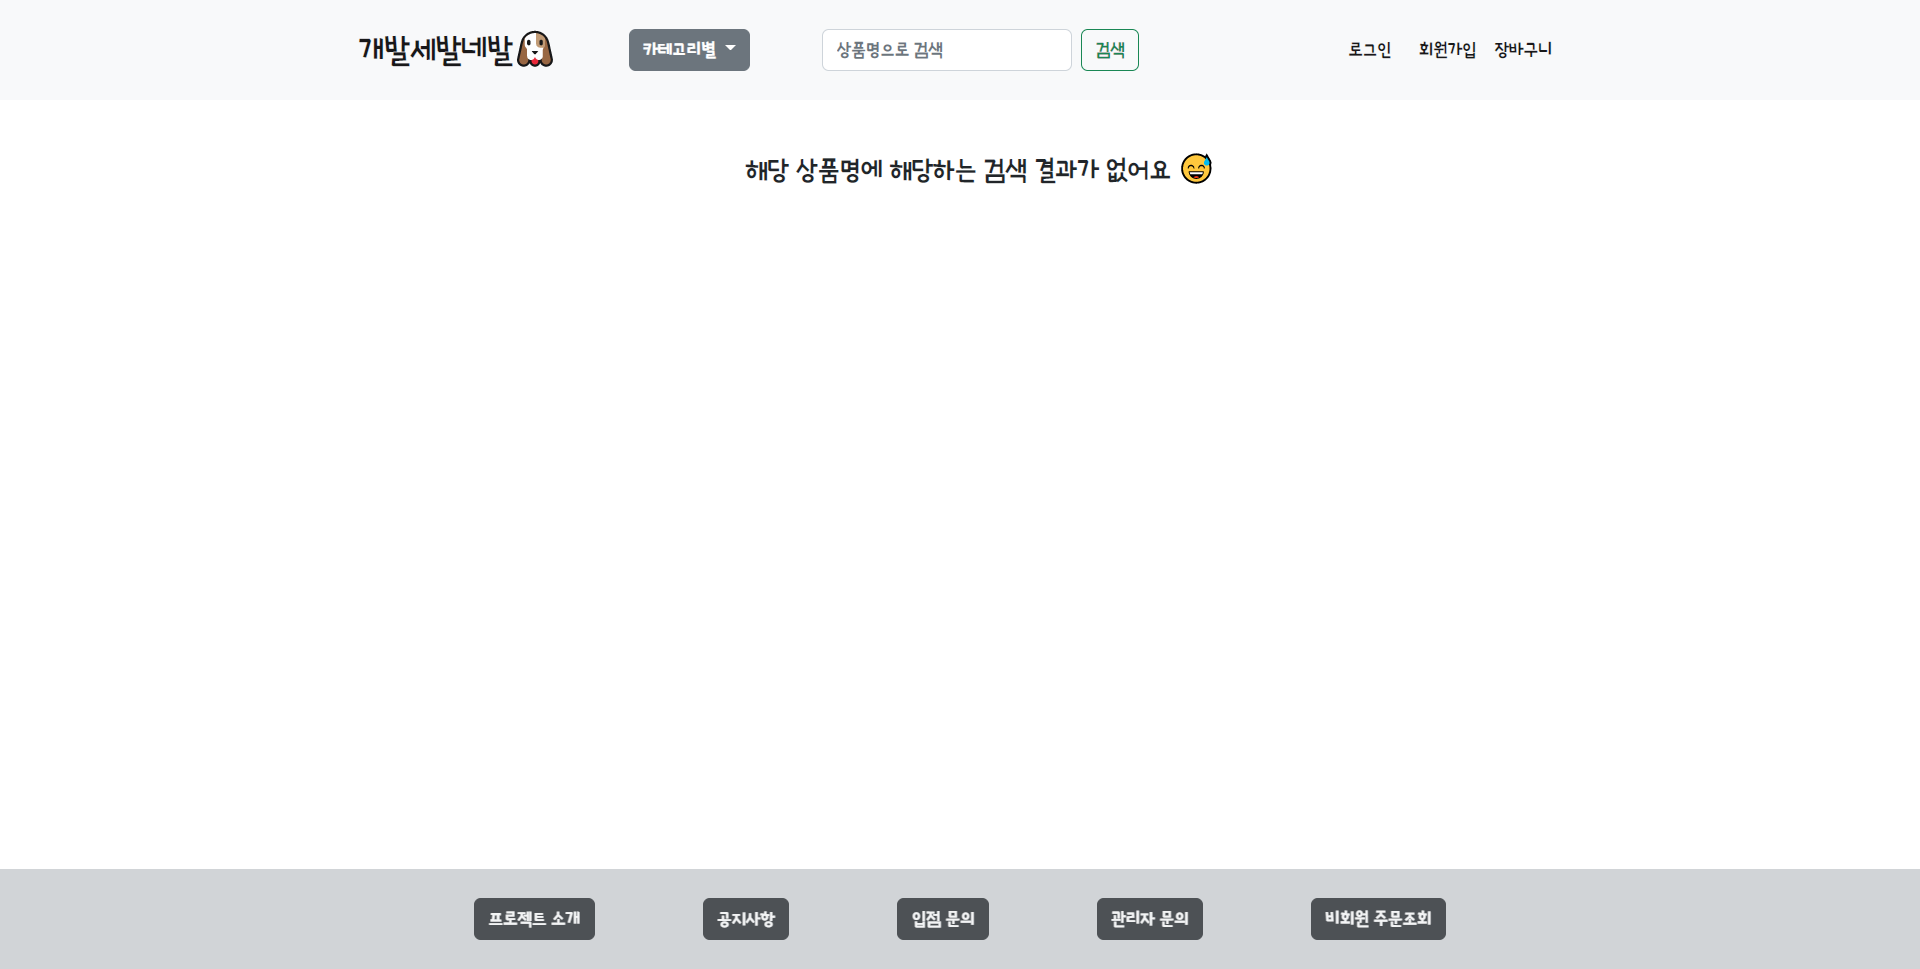 개발세발네발
카테고리별
상품명으로 검색
검색
로그인
회원가입
장바구니
해당 상품명에 해당하는 검색 결과가 없어요 😅
프로젝트 소개
공지사항
입점 문의
관리자 문의
비회원 주문조회